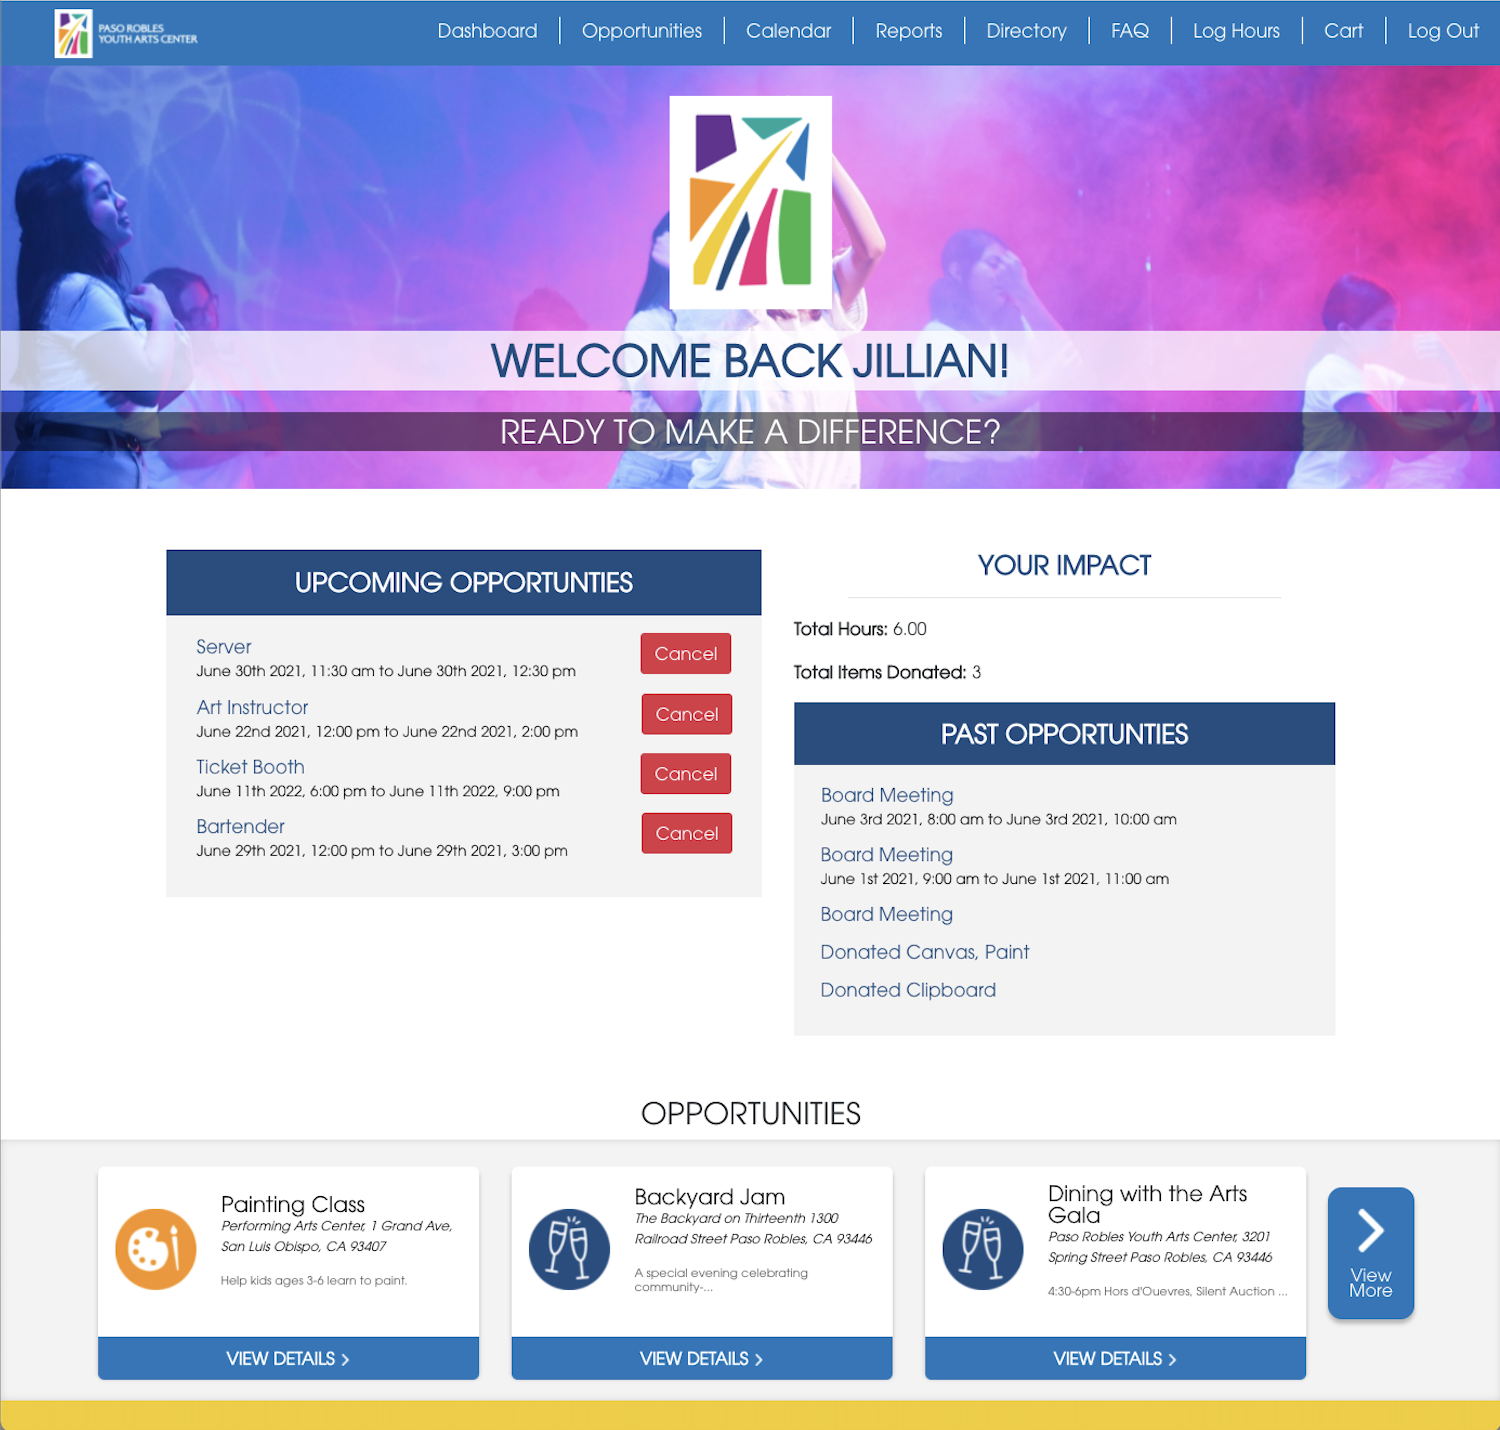 PASO ROBLES
YOUTH ARTS CENTER
Dashboard
Opportunities
Calendar
Reports
Directory
FAQ
Log Hours
Cart
Log Out
WELCOME BACK JILLIAN!
READY TO MAKE A DIFFERENCE?
UPCOMING OPPORTUNTIES
Server
June 30th 2021, 11:30 am to June 30th 2021, 12:30 pm
Cancel
Art Instructor
June 22nd 2021, 12:00 pm to June 22nd 2021, 2:00 pm
Cancel
Ticket Booth
June 11th 2022, 6:00 pm to June 11th 2022, 9:00 pm
Cancel
Bartender
June 29th 2021, 12:00 pm to June 29th 2021, 3:00 pm
Cancel
YOUR IMPACT
Total Hours: 6.00
Total Items Donated: 3
PAST OPPORTUNTIES
Board Meeting
June 3rd 2021, 8:00 am to June 3rd 2021, 10:00 am
Board Meeting
June 1st 2021, 9:00 am to June 1st 2021, 11:00 am
Board Meeting
Donated Canvas, Paint
Donated Clipboard
OPPORTUNITIES
Painting Class
Performing Arts Center, 1 Grand Ave,
San Luis Obispo, CA 93407
Help kids ages 3-6 learn to paint.
VIEW DETAILS >
Backyard Jam
The Backyard on Thirteenth 1300
Railroad Street Paso Robles, CA 93446
A special evening celebrating
community-...
VIEW DETAILS >
Dining with the Arts
Gala
Paso Robles Youth Arts Center, 3201
Spring Street Paso Robles, CA 93446
4:30-6pm Hors d'Ouevres, Silent Auction ...
VIEW DETAILS >
View
More